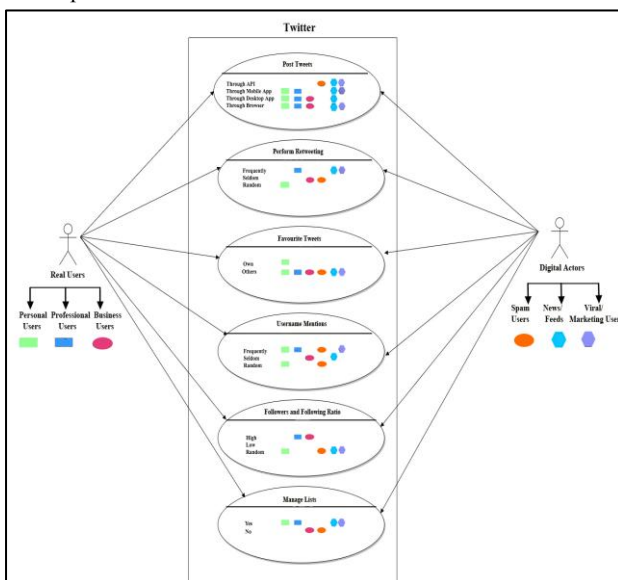 Twitter
Post Tweets
Through API
Through Mobile App
Through Desktop App
Through Browser
Perform Retweeting
Frequently
Seldom
Random
Favourite Tweets
Own
Others
Real Users
Digital Actors
Personal Users
Professional Users
Business Users
Spam Users
News/ Feeds
Viral/ Marketing User
Username Mentions
Frequently
Seldom
Random
Followers and Following Ratio
High
Low
Random
Manage Lists
Yes
No